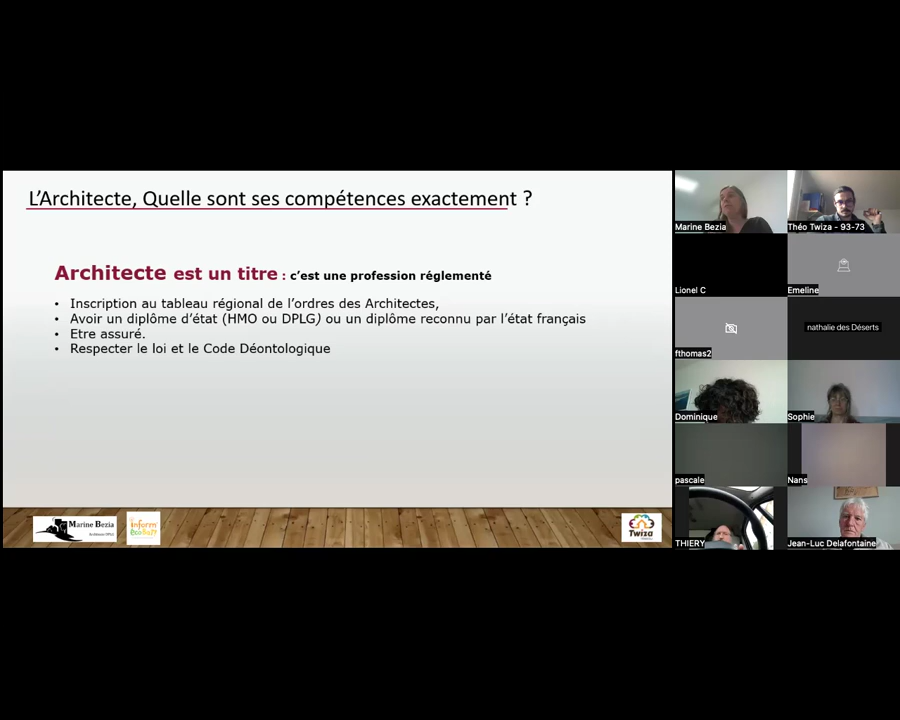 L'Architecte, Quelle sont ses compétences exactement ?
Architecte est un titre : c'est une profession réglementé
• Inscription au tableau régional de l'ordres des Architectes,
• Avoir un diplôme d'état (HMO ou DPLG) ou un diplôme reconnu par l'état français
• Etre assuré.
• Respecter le loi et le Code Déontologique
Marine Bezia
Architecte DPLG
inform
Twiza
Marine Bezia
Théo Twiza - 93-73
Lionel C
Emeline
fthomas2
nathalie des Déserts
Dominique
Sophie
pascale
Nans
THIERY
Jean-Luc Delafontaine